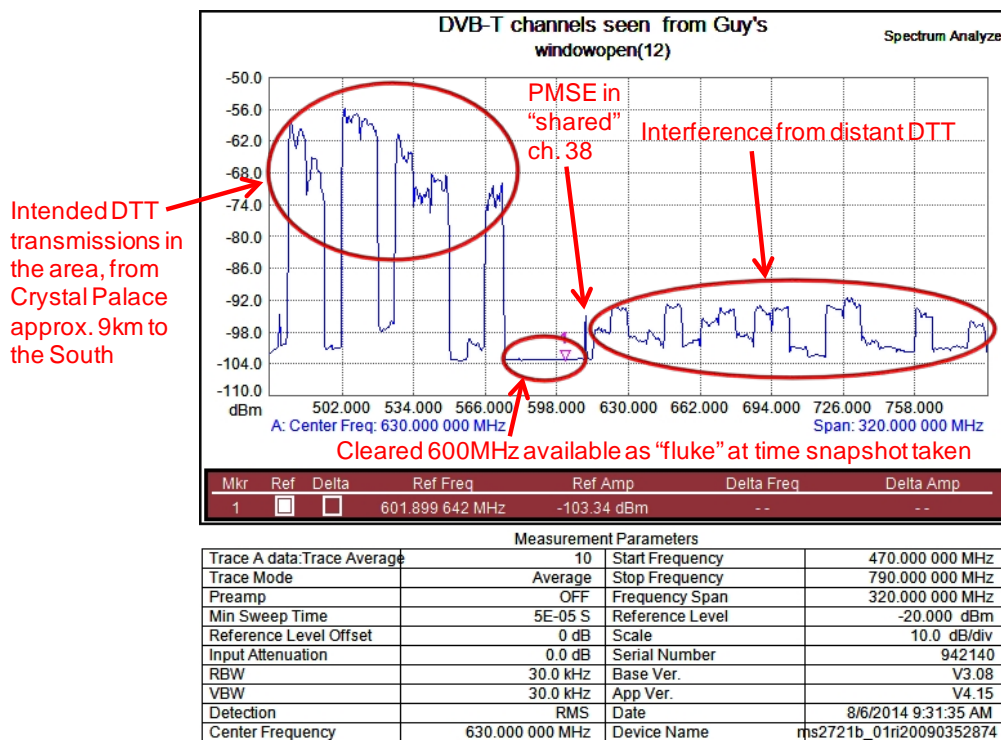 DVB-T channels seen from Guy's
windowopen(12)
Spectrum Analyze
-50.0
-56.0
-62.0
-68.0
-74.0
-80.0
-86.0
-92.0
-98.0
-104.0
-110.0
dBm
PMSE in
“shared”
ch. 38
Interference from distant DTT
Intended DTT
transmissions in
the area, from
Crystal Palace
approx. 9km to
the South
1
502.000 534.000 566.000 598.000 630.000 662.000 694.000 726.000 758.000
A: Center Freq: 630.000 000 MHz Span: 320.000 000 MHz
Cleared 600MHz available as “fluke” at time snapshot taken
Mkr Ref Delta Ref Freq Ref Amp Delta Freq Delta Amp
1 601.899 642 MHz -103.34 dBm -- --
Measurement Parameters
Trace A data:Trace Average 10 Start Frequency 470.000 000 MHz
Trace Mode Average Stop Frequency 790.000 000 MHz
Preamp OFF Frequency Span 320.000 000 MHz
Min Sweep Time 5E-05 S Reference Level -20.000 dBm
Reference Level Offset 0 dB Scale 10.0 dB/div
Input Attenuation 0.0 dB Serial Number 942140
RBW 30.0 kHz Base Ver. V3.08
VBW 30.0 kHz App Ver. V4.15
Detection RMS Date 8/6/2014 9:31:35 AM
Center Frequency 630.000 000 MHz Device Name ms2721b_01ri20090352874